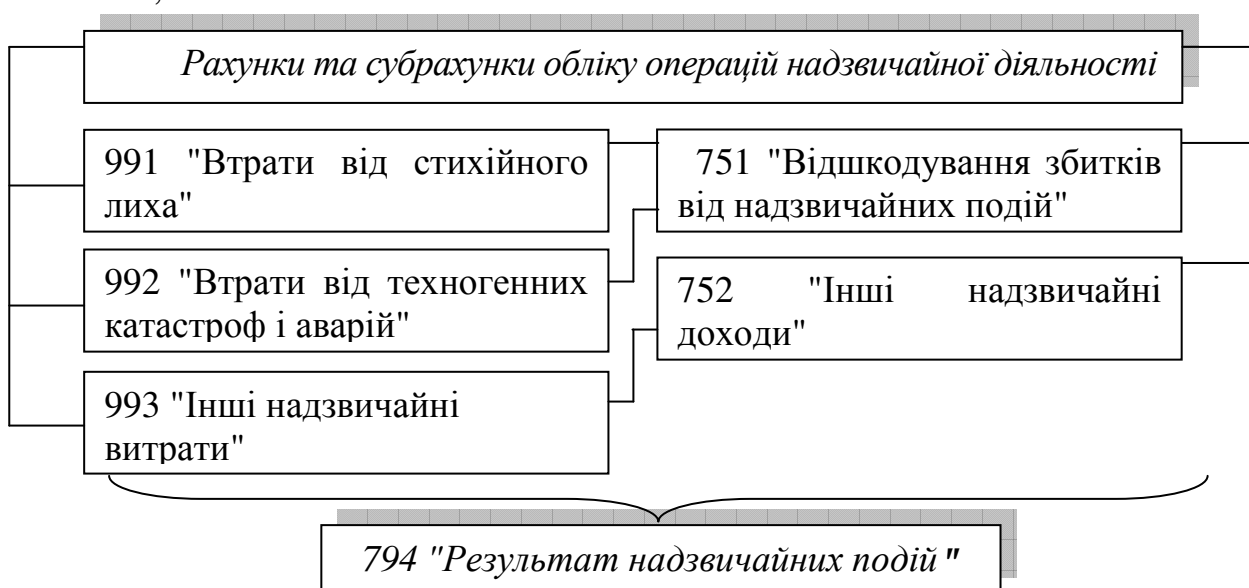 Рахунки та субрахунки обліку операцій надзвичайної діяльності
991 "Втрати від стихійного
лиха"
992 "Втрати від техногенних
катастроф і аварій"
993 "Інші надзвичайні
витрати"
751 "Відшкодування збитків
від надзвичайних подій"
752 "Інші надзвичайні
доходи"
794 "Результат надзвичайних подій "